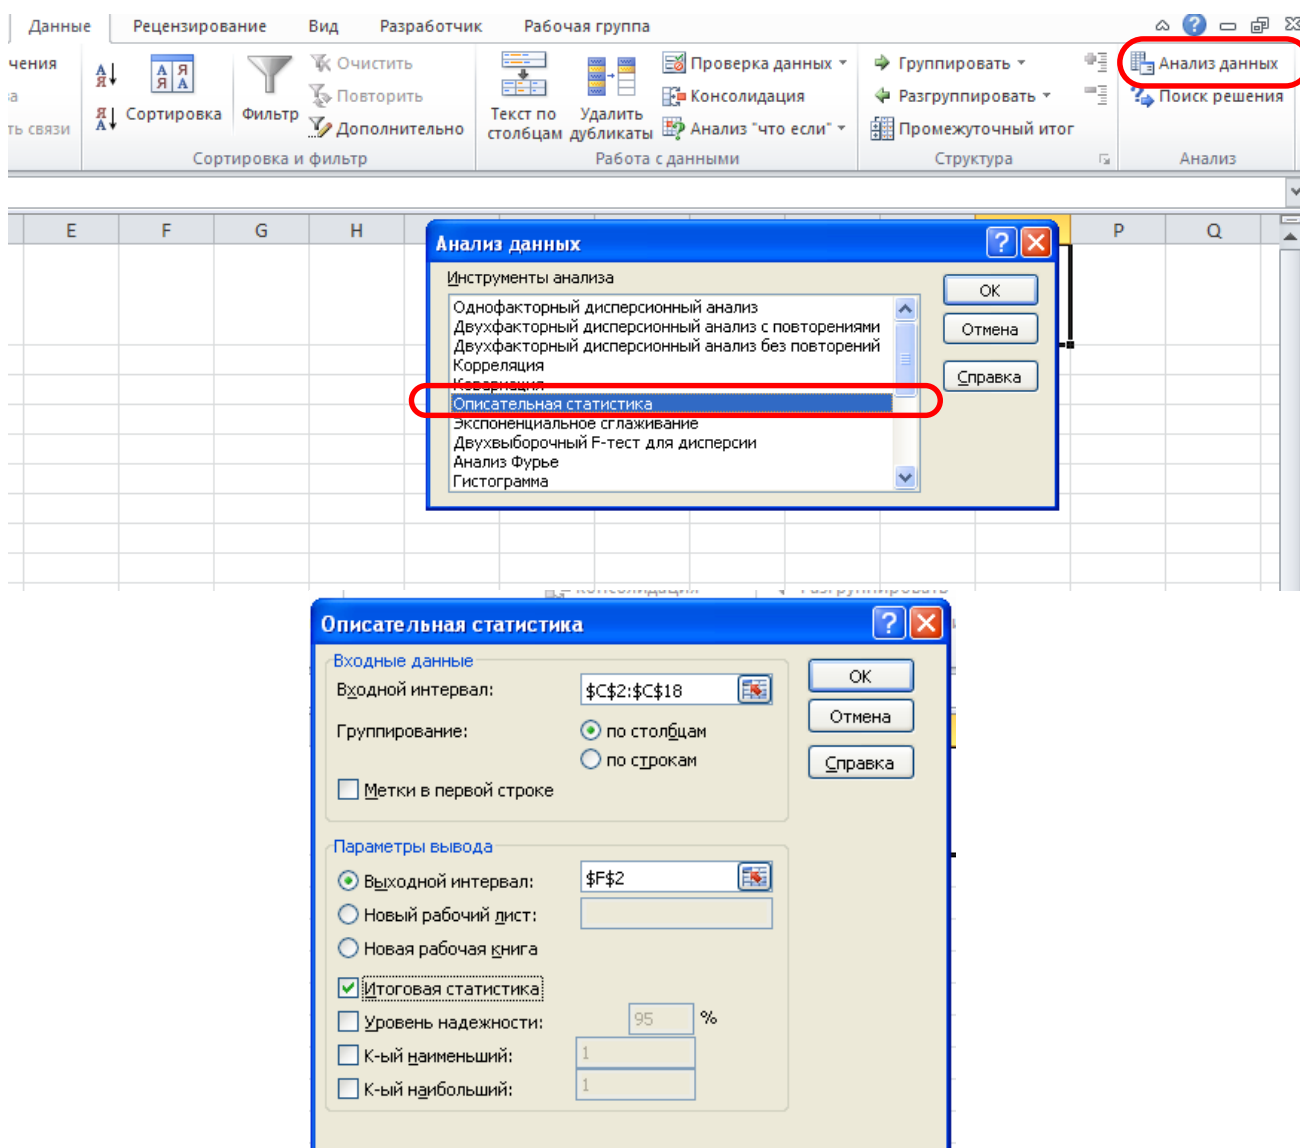 Данные Рецензирование Вид Разработчик Рабочая группа
чения
за
ть связи
А Я
Я А
Сортировка
Фильтр
Очистить
Повторить
Дополнительно
Сортировка и фильтр
Текст по столбцам
Удалить дубликаты
Проверка данных
Консолидация
Анализ "что если"
Работа с данными
Группировать
Разгруппировать
Промежуточный итог
Структура
Анализ данных
Поиск решения
Анализ
E F G H P Q
Анализ данных
Инструменты анализа
Однофакторный дисперсионный анализ
Двухфакторный дисперсионный анализ с повторениями
Двухфакторный дисперсионный анализ без повторений
Корреляция
Ковариация
Описательная статистика
Экспоненциальное сглаживание
Двухвыборочный F-тест для дисперсии
Анализ Фурье
Гистограмма
OK
Отмена
Справка
Консолидация Разгруппировать
Описательная статистика
Входные данные
Входной интервал: $C$2:$C$18
Группирование: по столбцам
по строкам
Метки в первой строке
OK
Отмена
Справка
Параметры вывода
Выходной интервал: $F$2
Новый рабочий лист:
Новая рабочая книга
Итоговая статистика
Уровень надежности: 95 %
К-ый наименьший: 1
К-ый наибольший: 1